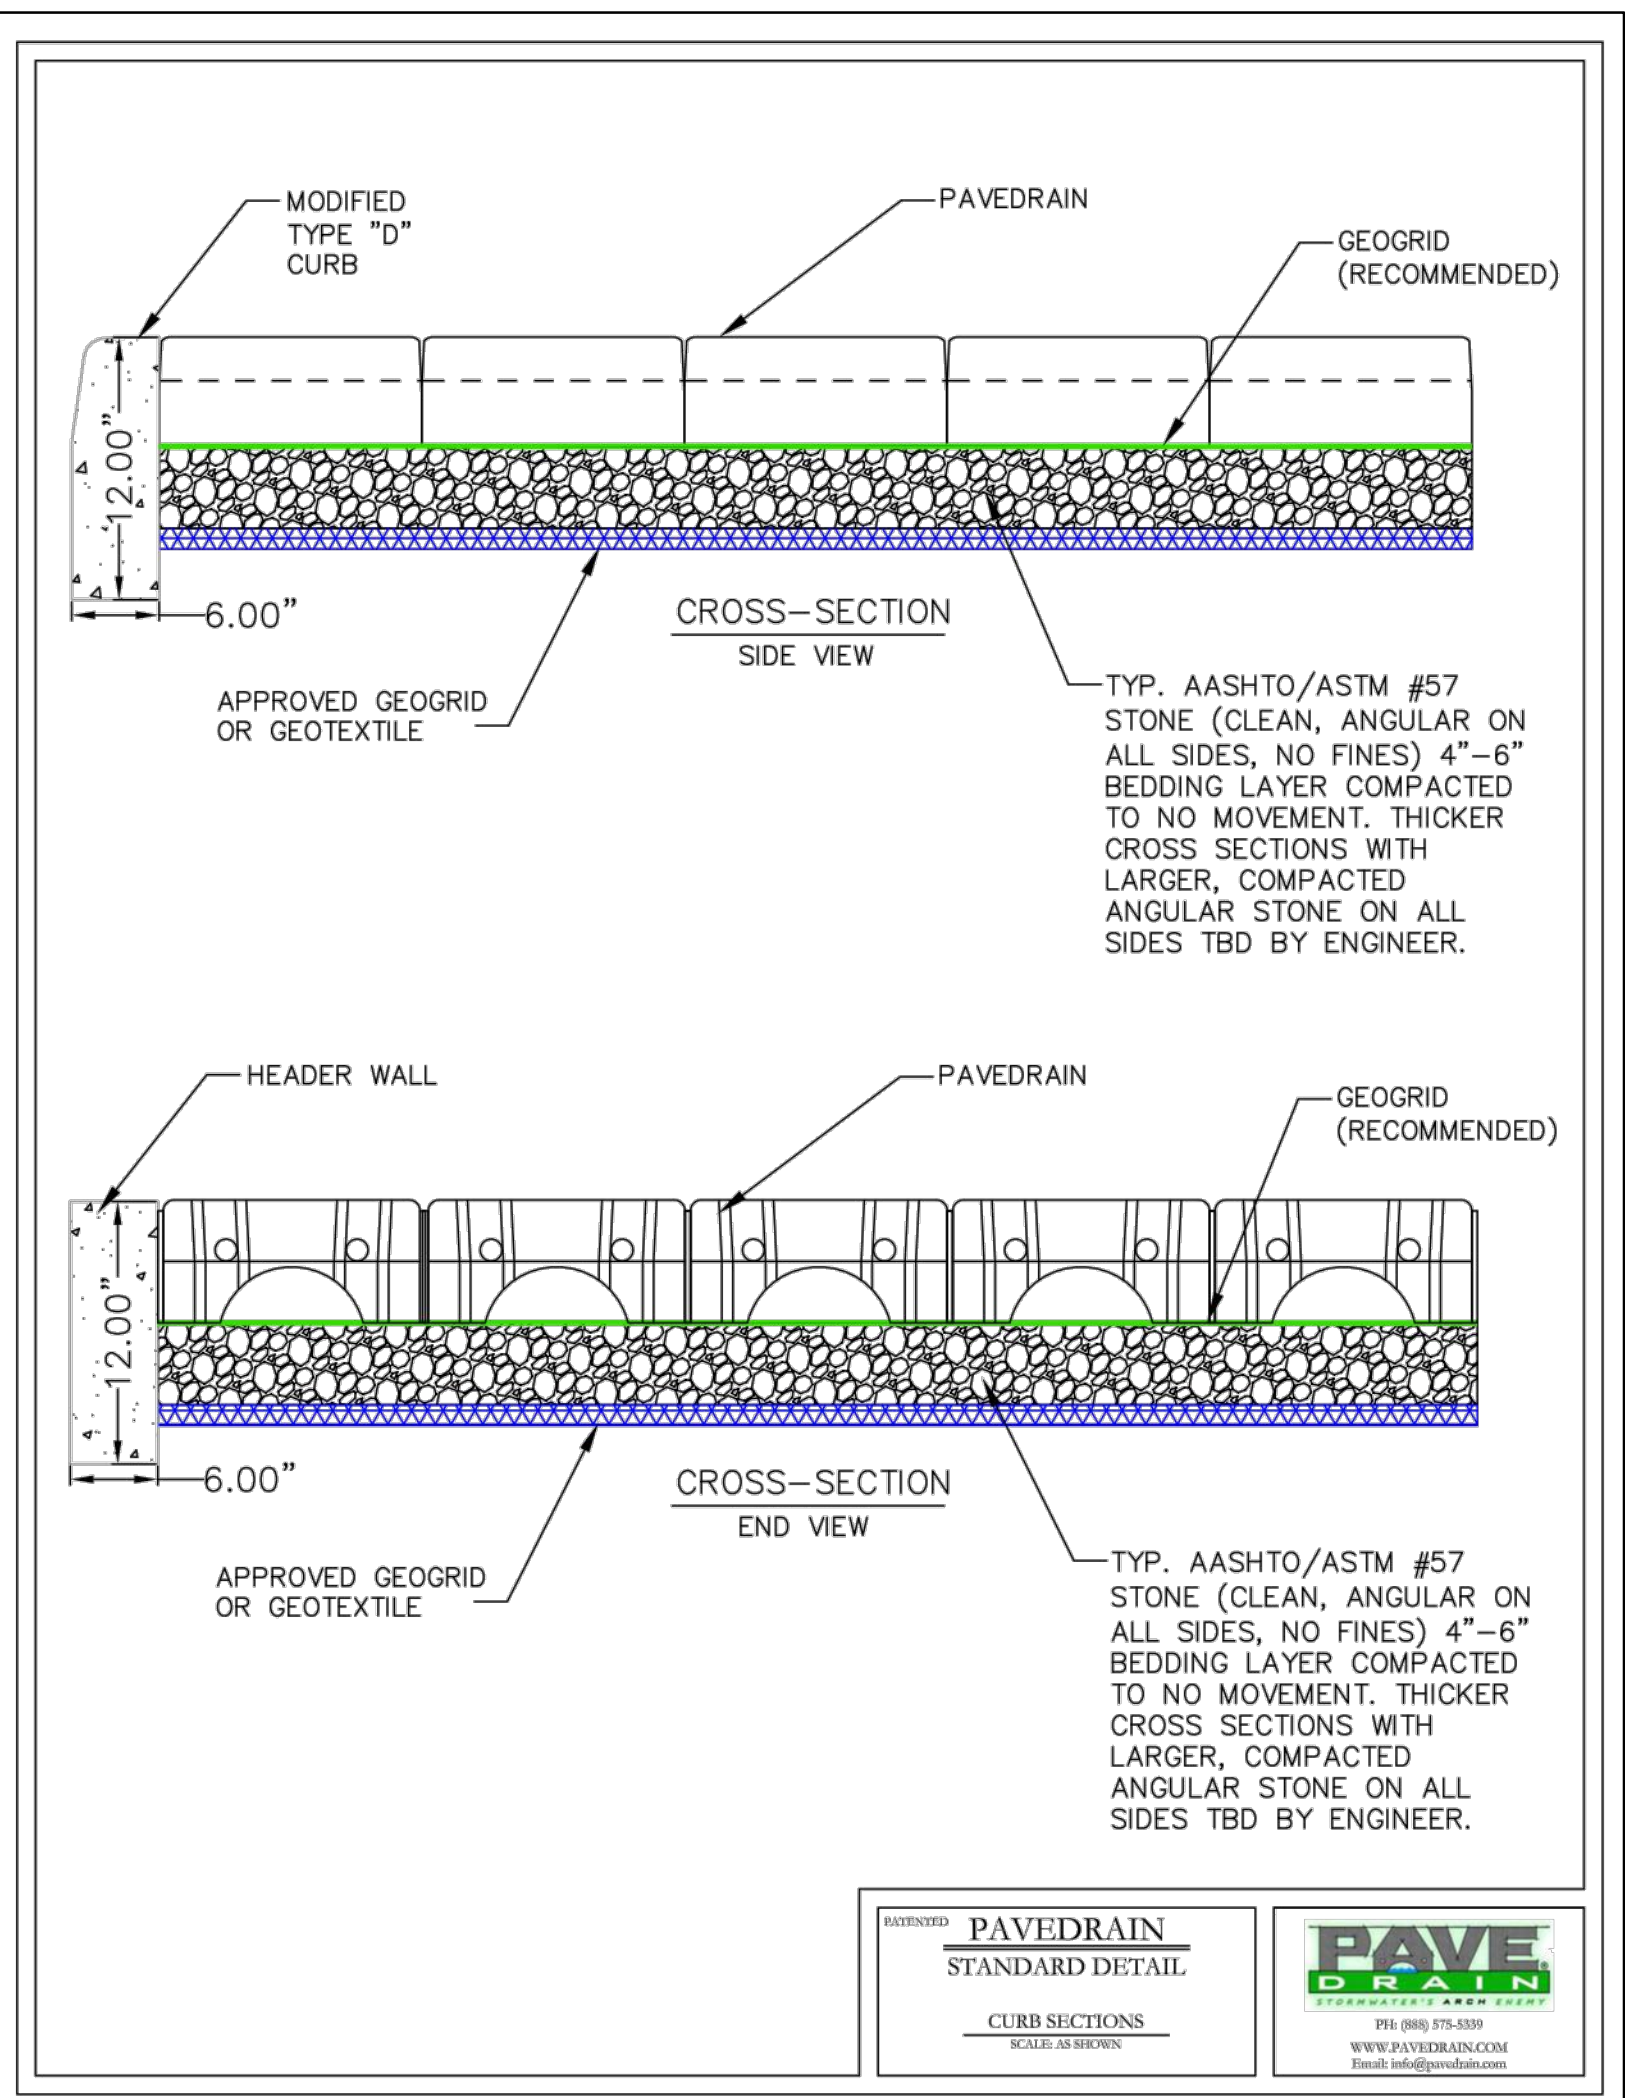 MODIFIED
TYPE "D"
CURB
PAVEDRAIN
GEOGRID
(RECOMMENDED)
12.00"
6.00"
CROSS-SECTION
SIDE VIEW
APPROVED GEOGRID
OR GEOTEXTILE
TYP. AASHTO/ASTM #57
STONE (CLEAN, ANGULAR ON
ALL SIDES, NO FINES) 4"-6"
BEDDING LAYER COMPACTED
TO NO MOVEMENT. THICKER
CROSS SECTIONS WITH
LARGER, COMPACTED
ANGULAR STONE ON ALL
SIDES TBD BY ENGINEER.
HEADER WALL
PAVEDRAIN
GEOGRID
(RECOMMENDED)
12.00"
6.00"
CROSS-SECTION
END VIEW
APPROVED GEOGRID
OR GEOTEXTILE
TYP. AASHTO/ASTM #57
STONE (CLEAN, ANGULAR ON
ALL SIDES, NO FINES) 4"-6"
BEDDING LAYER COMPACTED
TO NO MOVEMENT. THICKER
CROSS SECTIONS WITH
LARGER, COMPACTED
ANGULAR STONE ON ALL
SIDES TBD BY ENGINEER.
PATENTED
PAVEDRAIN
STANDARD DETAIL
CURB SECTIONS
SCALE: AS SHOWN
PAVE
DRAIN®
STORMWATER'S ARCH ENEMY
PH: (888) 575-5339
WWW.PAVEDRAIN.COM
Email: info@pavedrain.com